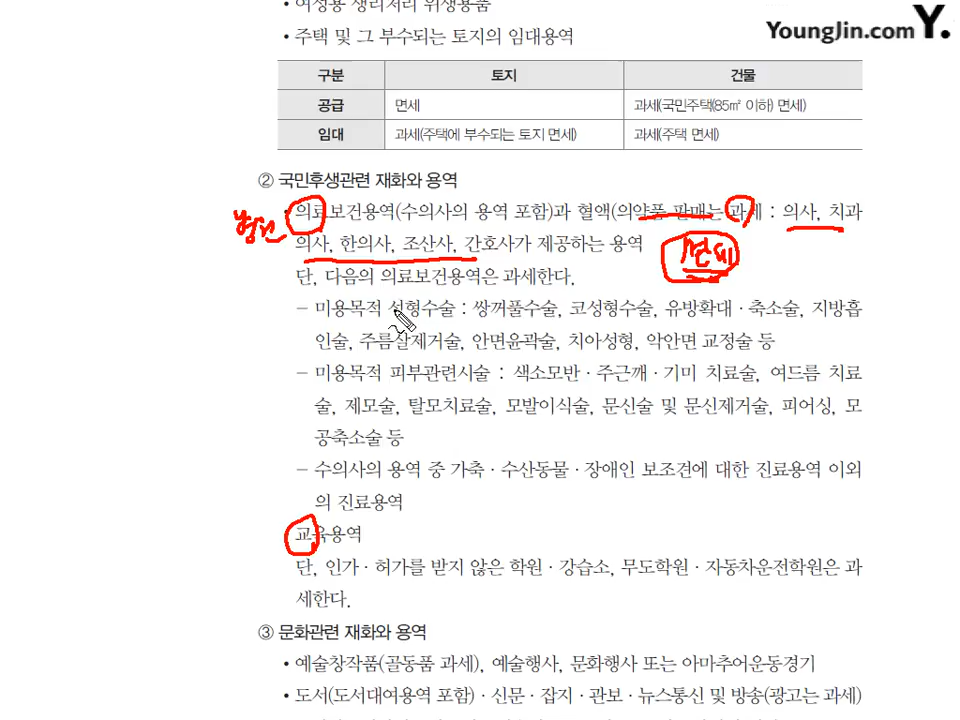 • 여성용 생리처리 위생용품
YoungJin.com Y.
• 주택 및 그 부수되는 토지의 임대용역
구분 토지 건물
공급 면세 과세(국민주택(85㎡ 이하) 면세)
임대 과세(주택에 부수되는 토지 면세) 과세(주택 면세)
② 국민후생관련 재화와 용역
• 의료보건용역(수의사의 용역 포함)과 혈액(의약품 판매는 과세 : 의사, 치과
병원
의사, 한의사, 조산사, 간호사가 제공하는 용역
면세
단, 다음의 의료보건용역은 과세한다.
– 미용목적 성형수술 : 쌍꺼풀수술, 코성형수술, 유방확대 · 축소술, 지방흡
인술, 주름살제거술, 안면윤곽술, 치아성형, 악안면 교정술 등
– 미용목적 피부관련시술 : 색소모반 · 주근깨 · 기미 치료술, 여드름 치료
술, 제모술, 탈모치료술, 모발이식술, 문신술 및 문신제거술, 피어싱, 모
공축소술 등
– 수의사의 용역 중 가축 · 수산동물 · 장애인 보조견에 대한 진료용역 이외
의 진료용역
교육용역
단, 인가 · 허가를 받지 않은 학원 · 강습소, 무도학원 · 자동차운전학원은 과
세한다.
③ 문화관련 재화와 용역
• 예술창작품(골동품 과세), 예술행사, 문화행사 또는 아마추어운동경기
• 도서(도서대여용역 포함) · 신문 · 잡지 · 관보 · 뉴스통신 및 방송(광고는 과세)